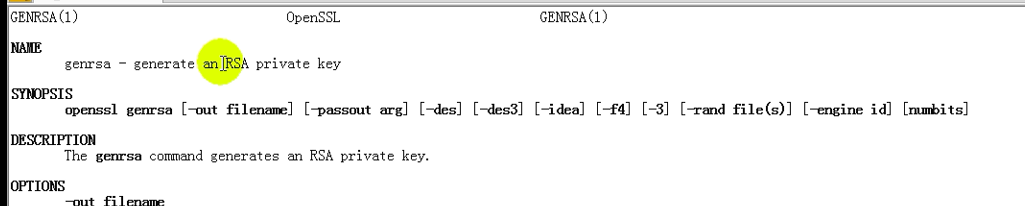 GENRSA(1) OpenSSL GENRSA(1)
NAME
genrsa - generate an RSA private key
SYNOPSIS
openssl genrsa [-out filename] [-passout arg] [-des] [-des3] [-idea] [-f4] [-3] [-rand file(s)] [-engine id] [numbits]
DESCRIPTION
The genrsa command generates an RSA private key.
OPTIONS
-out filename